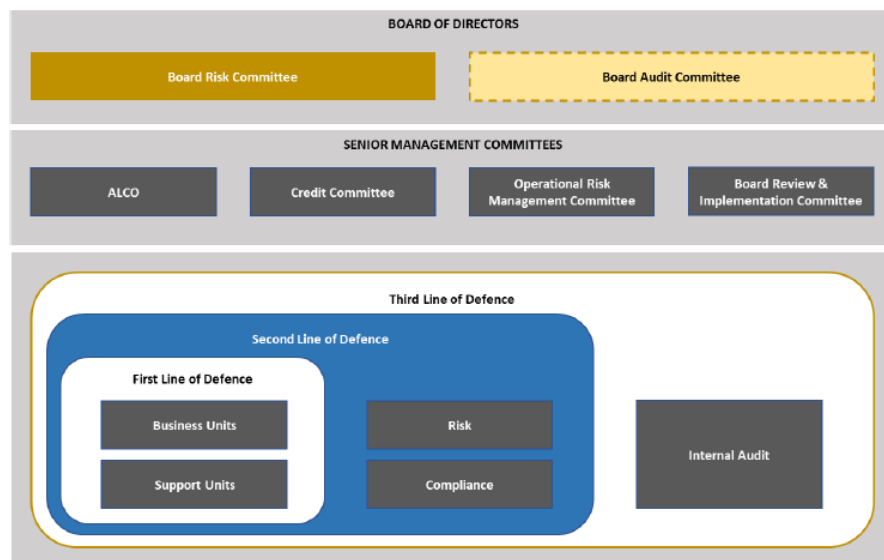 BOARD OF DIRECTORS
Board Risk Committee
Board Audit Committee
SENIOR MANAGEMENT COMMITTEES
ALCO
Credit Committee
Operational Risk
Management Committee
Board Review &
Implementation Committee
Third Line of Defence
Second Line of Defence
First Line of Defence
Business Units
Risk
Internal Audit
Support Units
Compliance